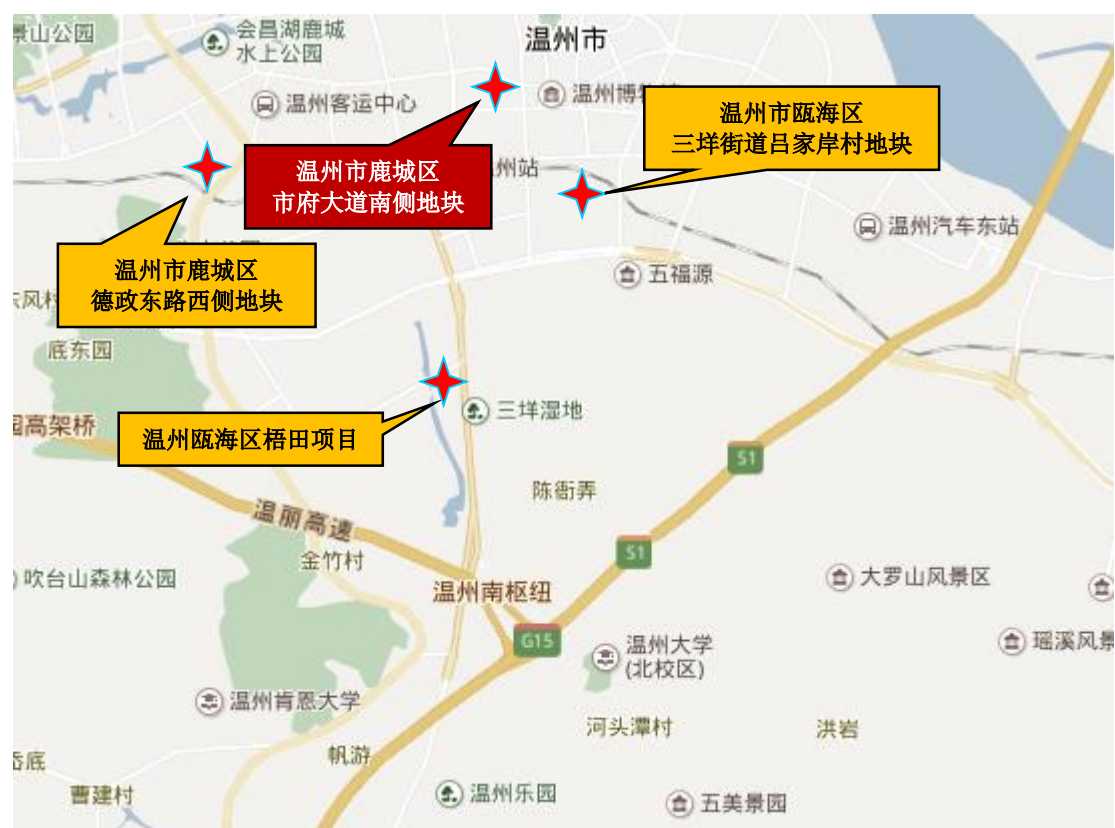 景山公园
会昌湖鹿城
水上公园
温州市
温州客运中心
温州博物馆
温州市瓯海区
三垟街道吕家岸村地块
温州市鹿城区
市府大道南侧地块
州站
温州汽车东站
温州市鹿城区
德政东路西侧地块
五福源
东风村
底东园
三垟湿地
园高架桥
温州瓯海区梧田项目
S1
陈衙弄
温丽高速
S1
金竹村
吹台山森林公园
温州南枢纽
大罗山风景区
G15
温州大学
(北校区)
瑶溪风景
温州肯恩大学
河头潭村
洪岩
帆游
岙底
曹建村
温州乐园
五美景园